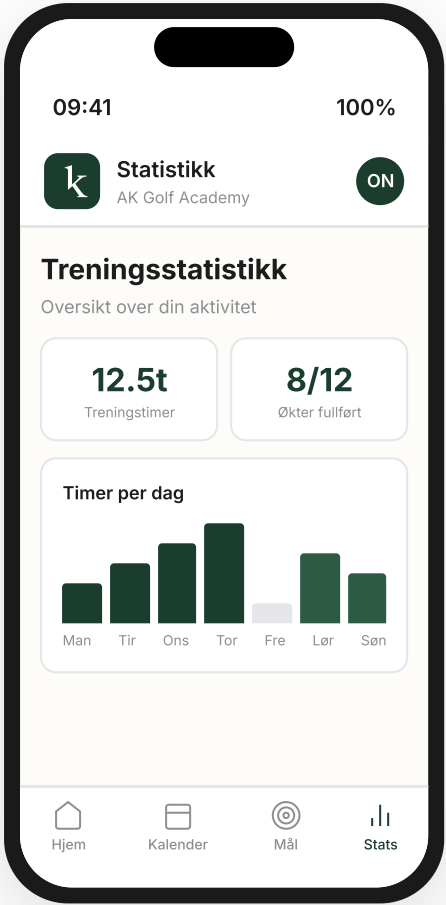 09:41 100%
k Statistikk ON
AK Golf Academy
Treningsstatistikk
Oversikt over din aktivitet
12.5t 8/12
Treningstimer Økter fullført
Timer per dag
Man Tir Ons Tor Fre Lør Søn
Hjem Kalender Mål Stats